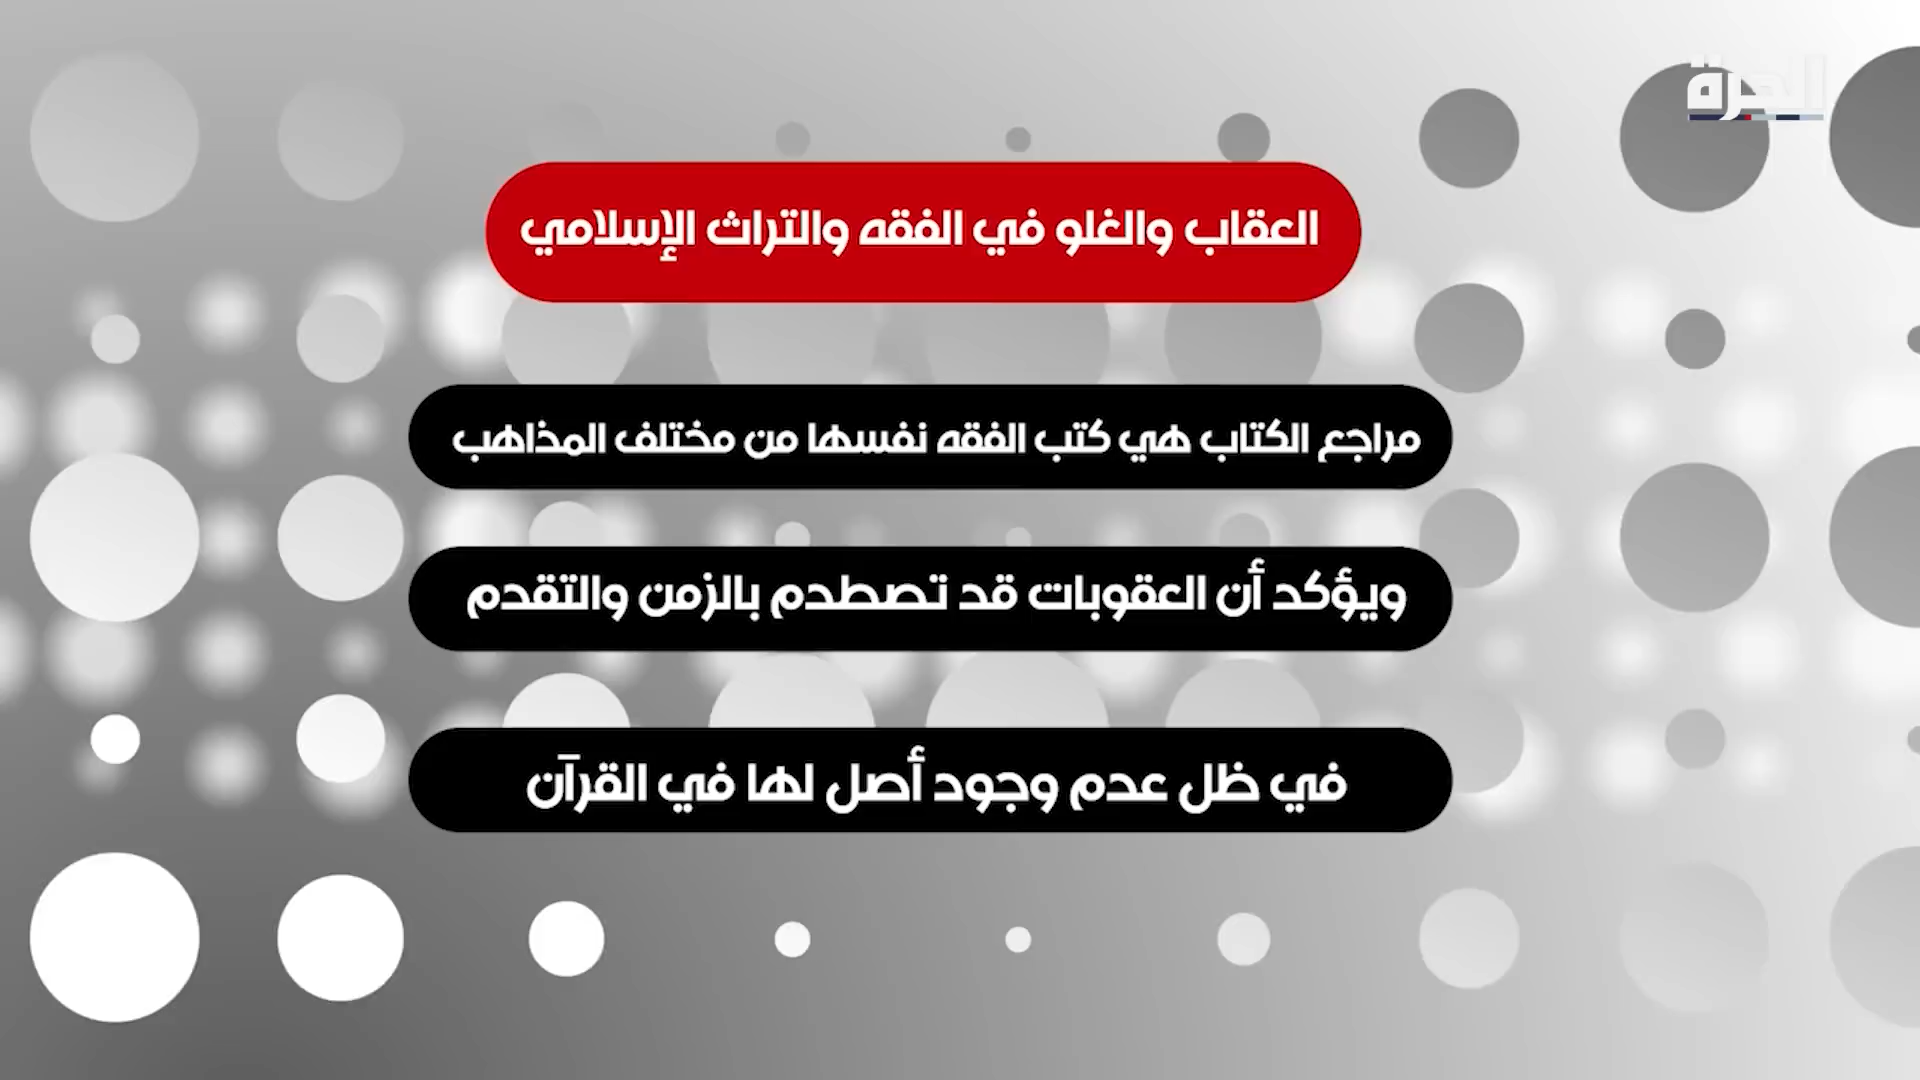 الحرة
العقاب والغلو في الفقه والتراث الإسلامي
مراجع الكتاب هي كتب الفقه نفسها من مختلف المذاهب
ويؤكد أن العقوبات قد تصطدم بالزمن والتقدم
في ظل عدم وجود أصل لها في القرآن